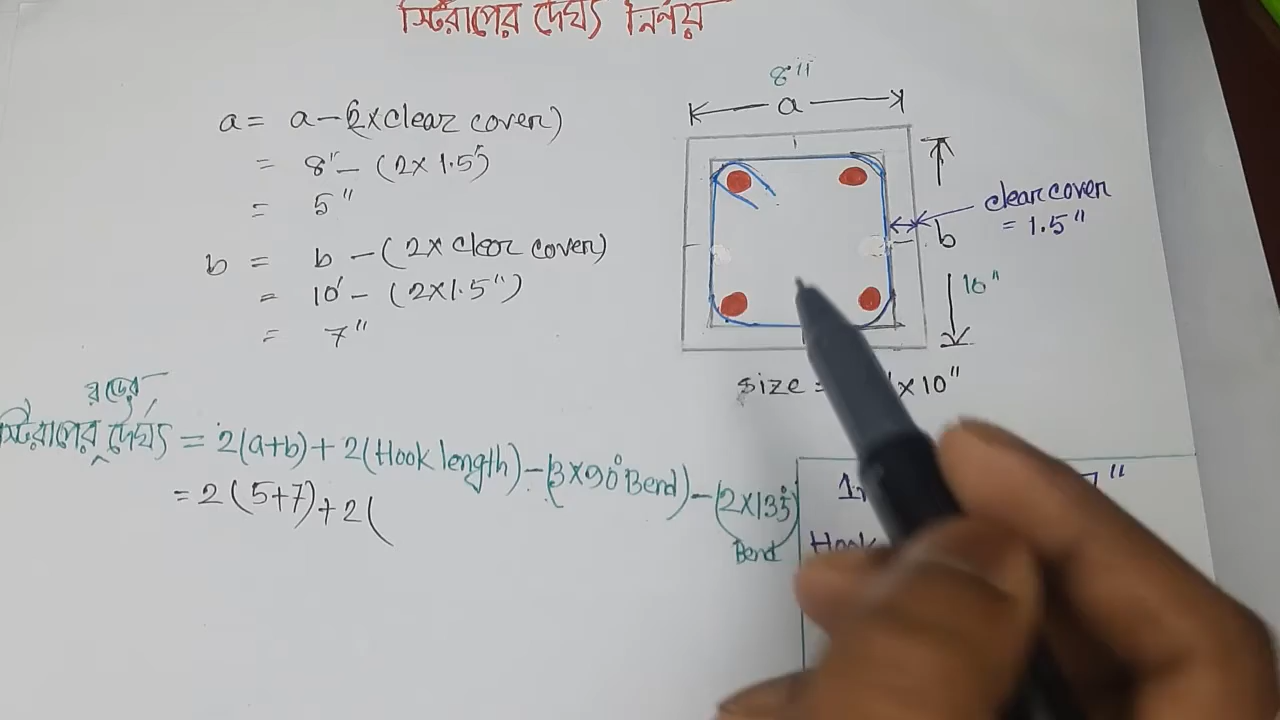 স্টিরাপের দৈর্ঘ্য নির্ণয়
a = a - (2×clear cover)
= 8" - (2×1.5")
= 5"
b = b - (2× clear cover)
= 10' - (2×1.5")
= 7"
8"
a
clear cover
= 1.5"
b
10"
size = ×10"
রডের
স্টিরাপের দৈর্ঘ্য = 2(a+b) + 2(Hook length) - (3×90° Bend) - (2×135°)
Bend
= 2(5+7) + 2(
Hook